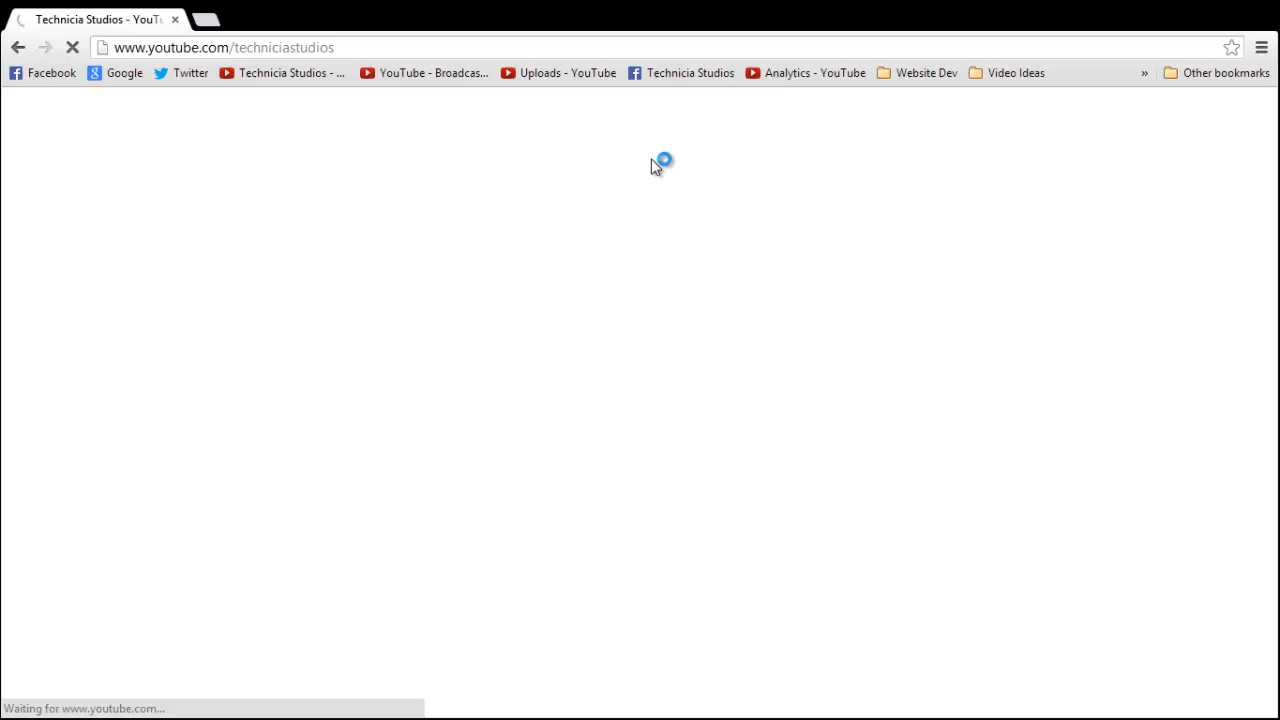 Technicia Studios - YouTu
www.youtube.com/techniciastudios
Facebook Google Twitter Technicia Studios - ... YouTube - Broadcas... Uploads - YouTube Technicia Studios Analytics - YouTube Website Dev Video Ideas » Other bookmarks
Waiting for www.youtube.com...